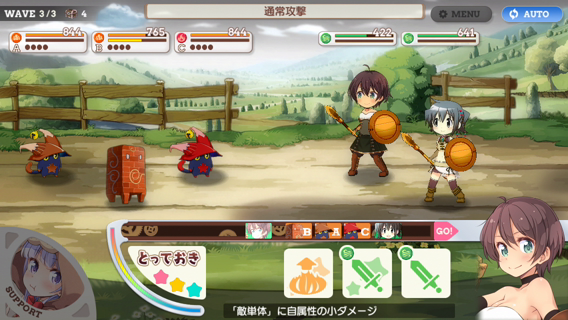 WAVE 3/3 4
通常攻撃
MENU
AUTO
844 765 844
422 641
A B C
B A C GO!
とっておき
SUPPORT
「敵単体」に自属性の小ダメージ